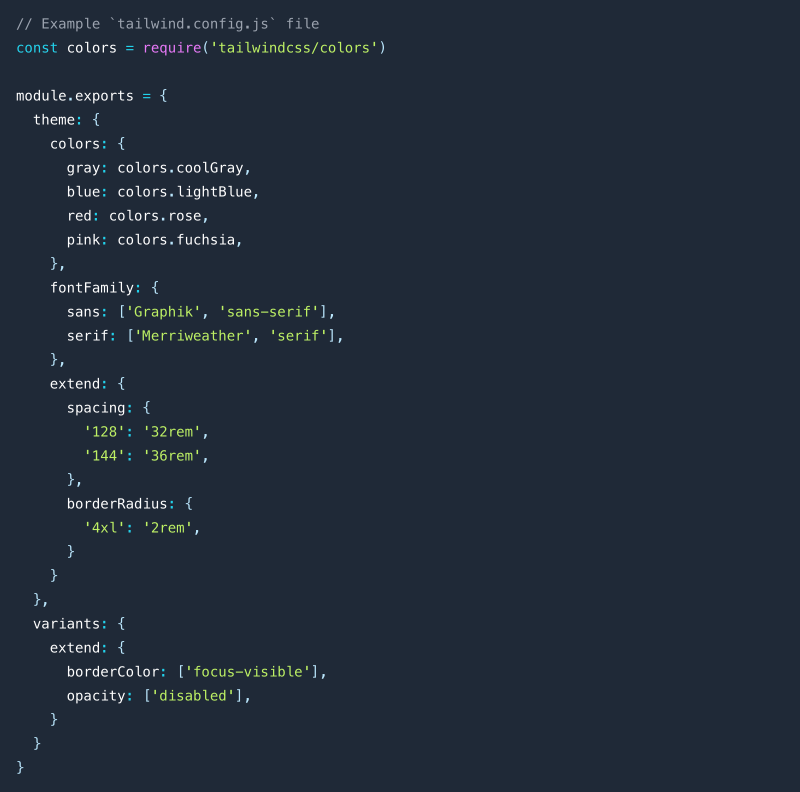 // Example `tailwind.config.js` file
const colors = require('tailwindcss/colors')

module.exports = {
  theme: {
    colors: {
      gray: colors.coolGray,
      blue: colors.lightBlue,
      red: colors.rose,
      pink: colors.fuchsia,
    },
    fontFamily: {
      sans: ['Graphik', 'sans-serif'],
      serif: ['Merriweather', 'serif'],
    },
    extend: {
      spacing: {
        '128': '32rem',
        '144': '36rem',
      },
      borderRadius: {
        '4xl': '2rem',
      }
    }
  },
  variants: {
    extend: {
      borderColor: ['focus-visible'],
      opacity: ['disabled'],
    }
  }
}